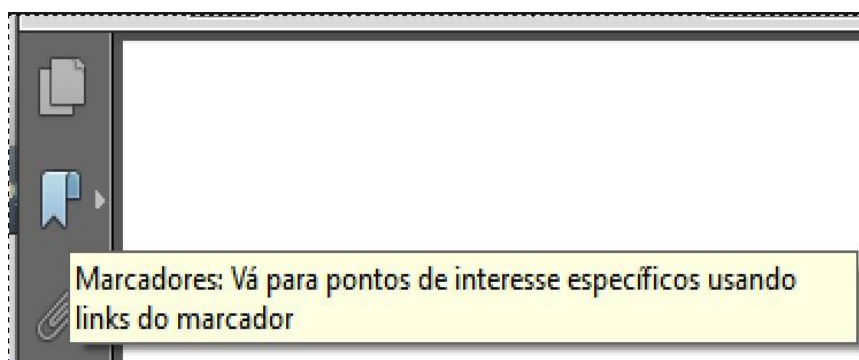 Marcadores: Vá para pontos de interesse específicos usando
links do marcador